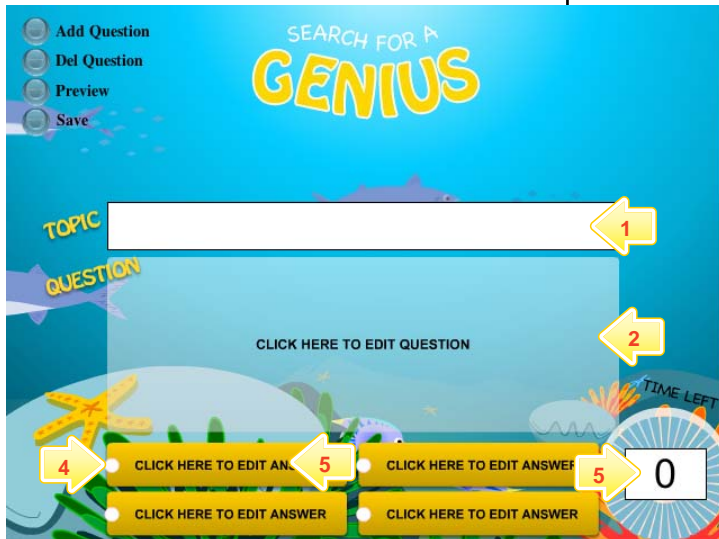 Add Question
Del Question
Preview
Save
SEARCH FOR A
GENIUS
TOPIC
1
QUESTION
CLICK HERE TO EDIT QUESTION
2
TIME LEFT
4
CLICK HERE TO EDIT ANS
5
CLICK HERE TO EDIT ANSWER
5
0
CLICK HERE TO EDIT ANSWER
CLICK HERE TO EDIT ANSWER